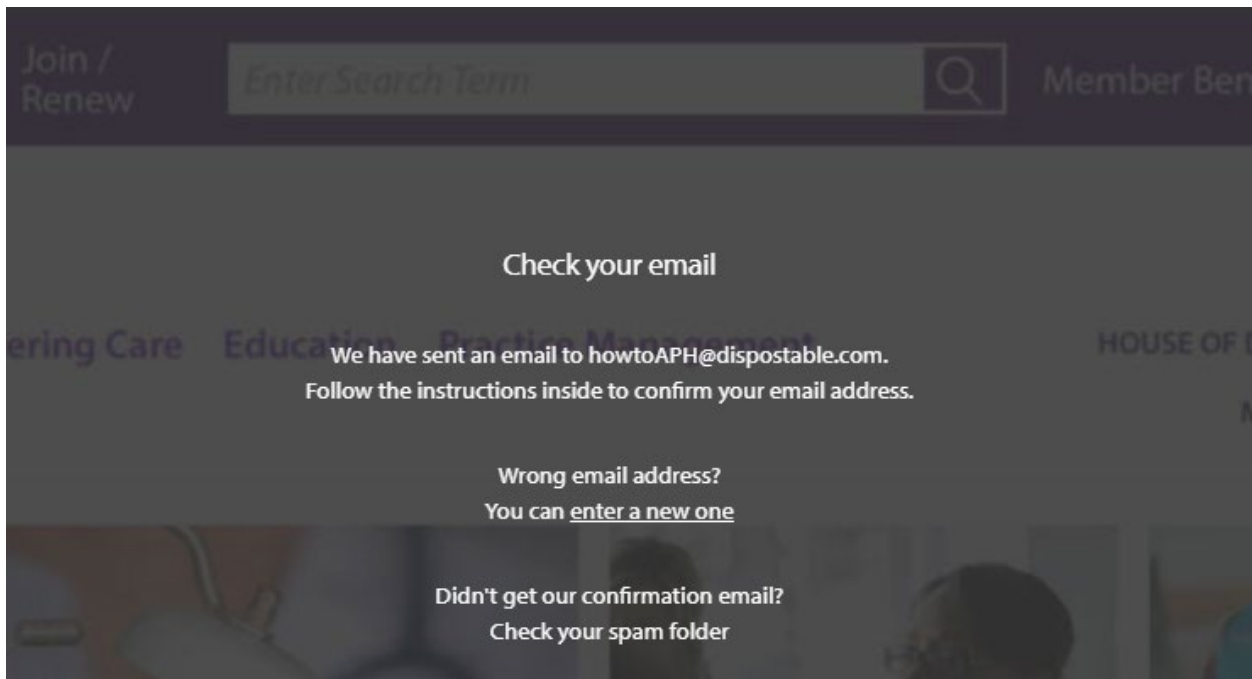 Join /
Renew
Enter Search Term
Member Ben
Check your email
ering Care Education Practice Management
HOUSE OF
We have sent an email to howtoAPH@dispostable.com.
Follow the instructions inside to confirm your email address.
Wrong email address?
You can enter a new one
Didn't get our confirmation email?
Check your spam folder